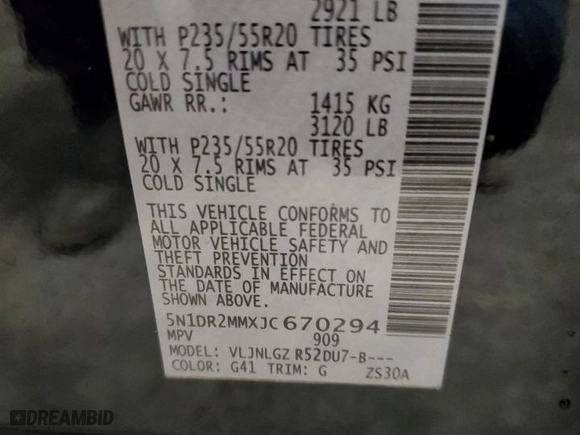 2921 LB
WITH P235/55R20 TIRES
20 X 7.5 RIMS AT 35 PSI
COLD SINGLE
GAWR RR.: 1415 KG
3120 LB
WITH P235/55R20 TIRES
20 X 7.5 RIMS AT 35 PSI
COLD SINGLE
THIS VEHICLE CONFORMS TO
ALL APPLICABLE FEDERAL
MOTOR VEHICLE SAFETY AND
THEFT PREVENTION
STANDARDS IN EFFECT ON
THE DATE OF MANUFACTURE
SHOWN ABOVE.
5N1DR2MMXJC670294
MPV 909
MODEL: VLJNLGZ R52DU7-B---
COLOR: G41 TRIM: G ZS30A
DREAMBID